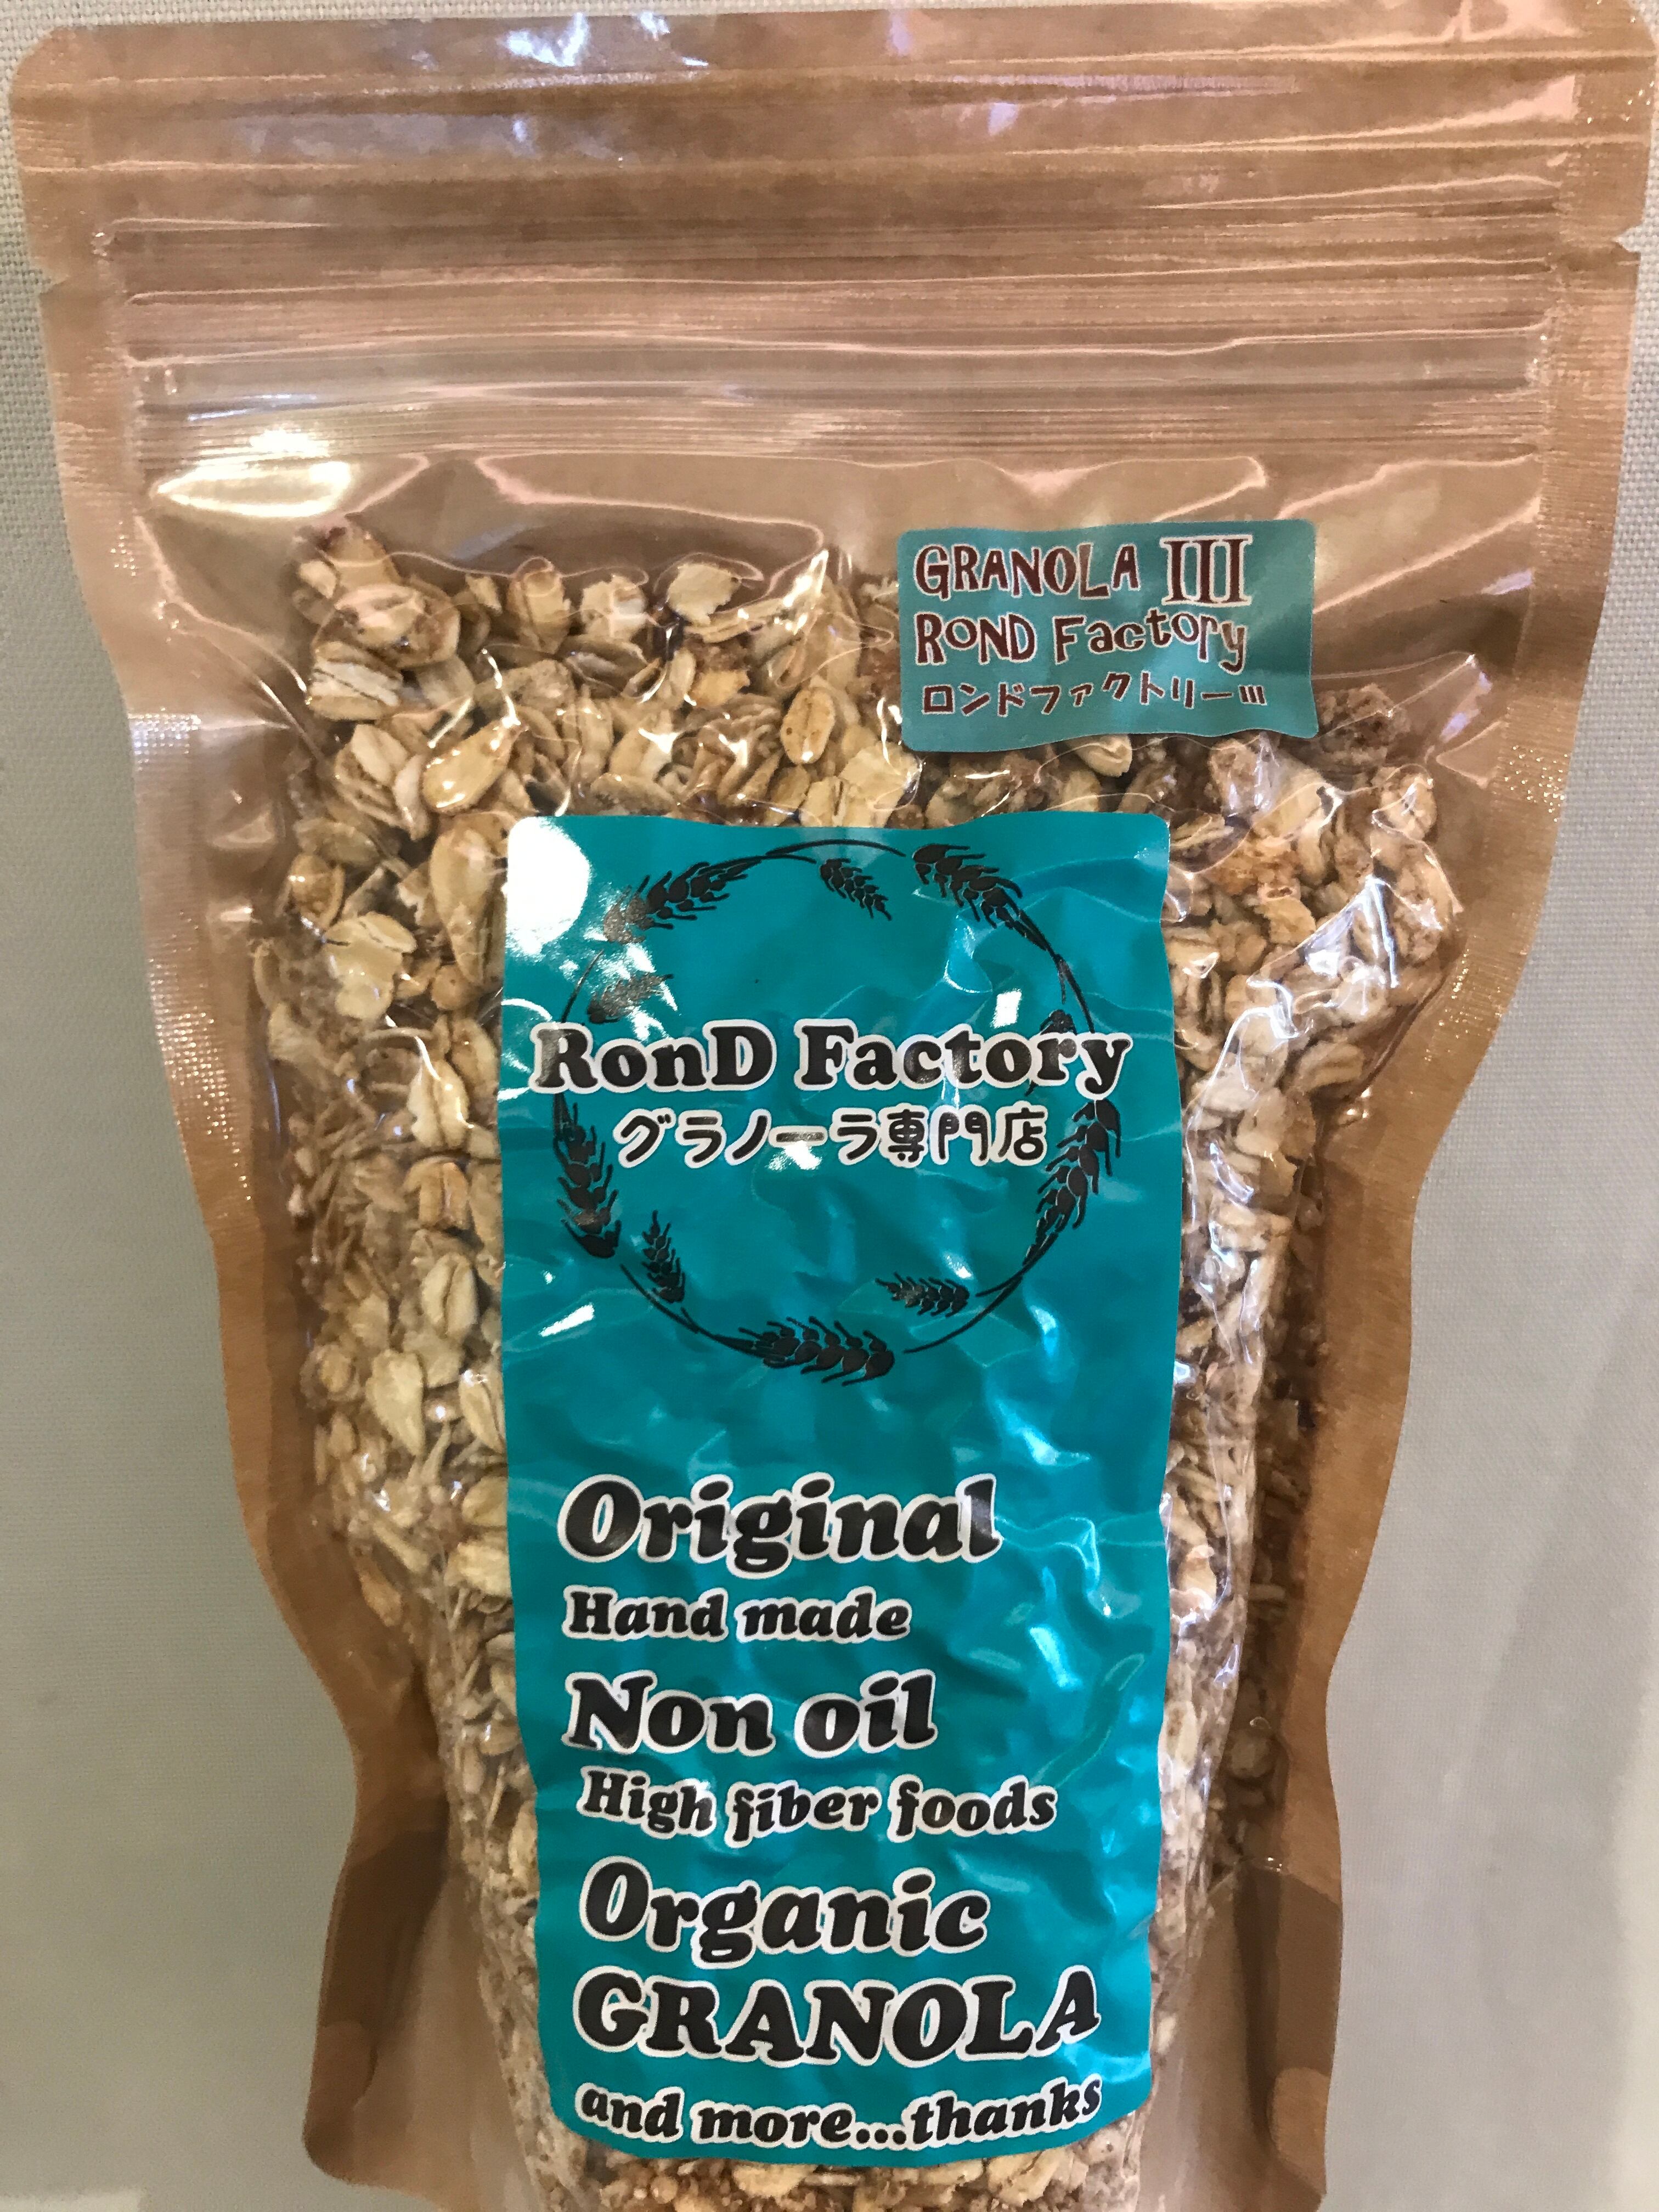 GRANOLA III
ROND Factory
ロンドファクトリーIII
RonD Factory
グラノーラ専門店
Original
Hand made
Non oil
High fiber foods
Organic
GRANOLA
and more...thanks